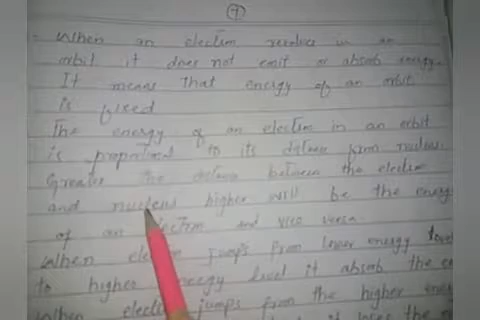 7
When an electron revolve in an
orbit it does not emit or absorb energy.
It means that energy of an orbit
is fixed
The energy of an electron in an orbit
is proportional to its distance form nucleus.
Greater the distance between the electron
and nucleus higher will be the energy
of an electron and vice versa
When electron jumps from lower energy level
to higher energy level it absorb the
When electron jumps from the higher
it loses the